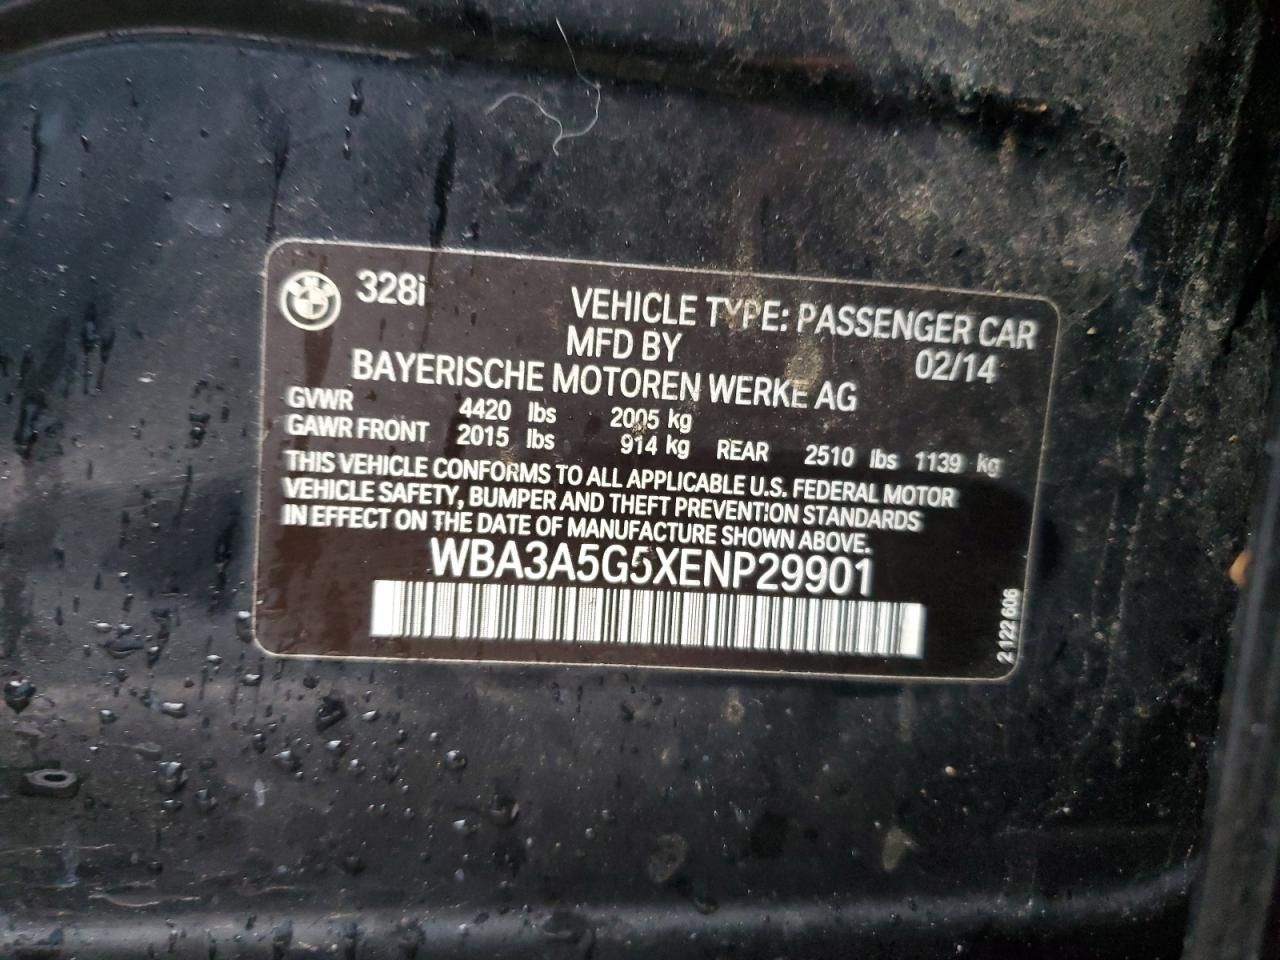 328i
VEHICLE TYPE: PASSENGER CAR
MFD BY 02/14
BAYERISCHE MOTOREN WERKE AG
GVWR 4420 lbs 2005 kg
GAWR FRONT 2015 lbs 914 kg REAR 2510 lbs 1139 kg
THIS VEHICLE CONFORMS TO ALL APPLICABLE U.S. FEDERAL MOTOR
VEHICLE SAFETY, BUMPER AND THEFT PREVENTION STANDARDS
IN EFFECT ON THE DATE OF MANUFACTURE SHOWN ABOVE.
WBA3A5G5XENP29901
2 122 606